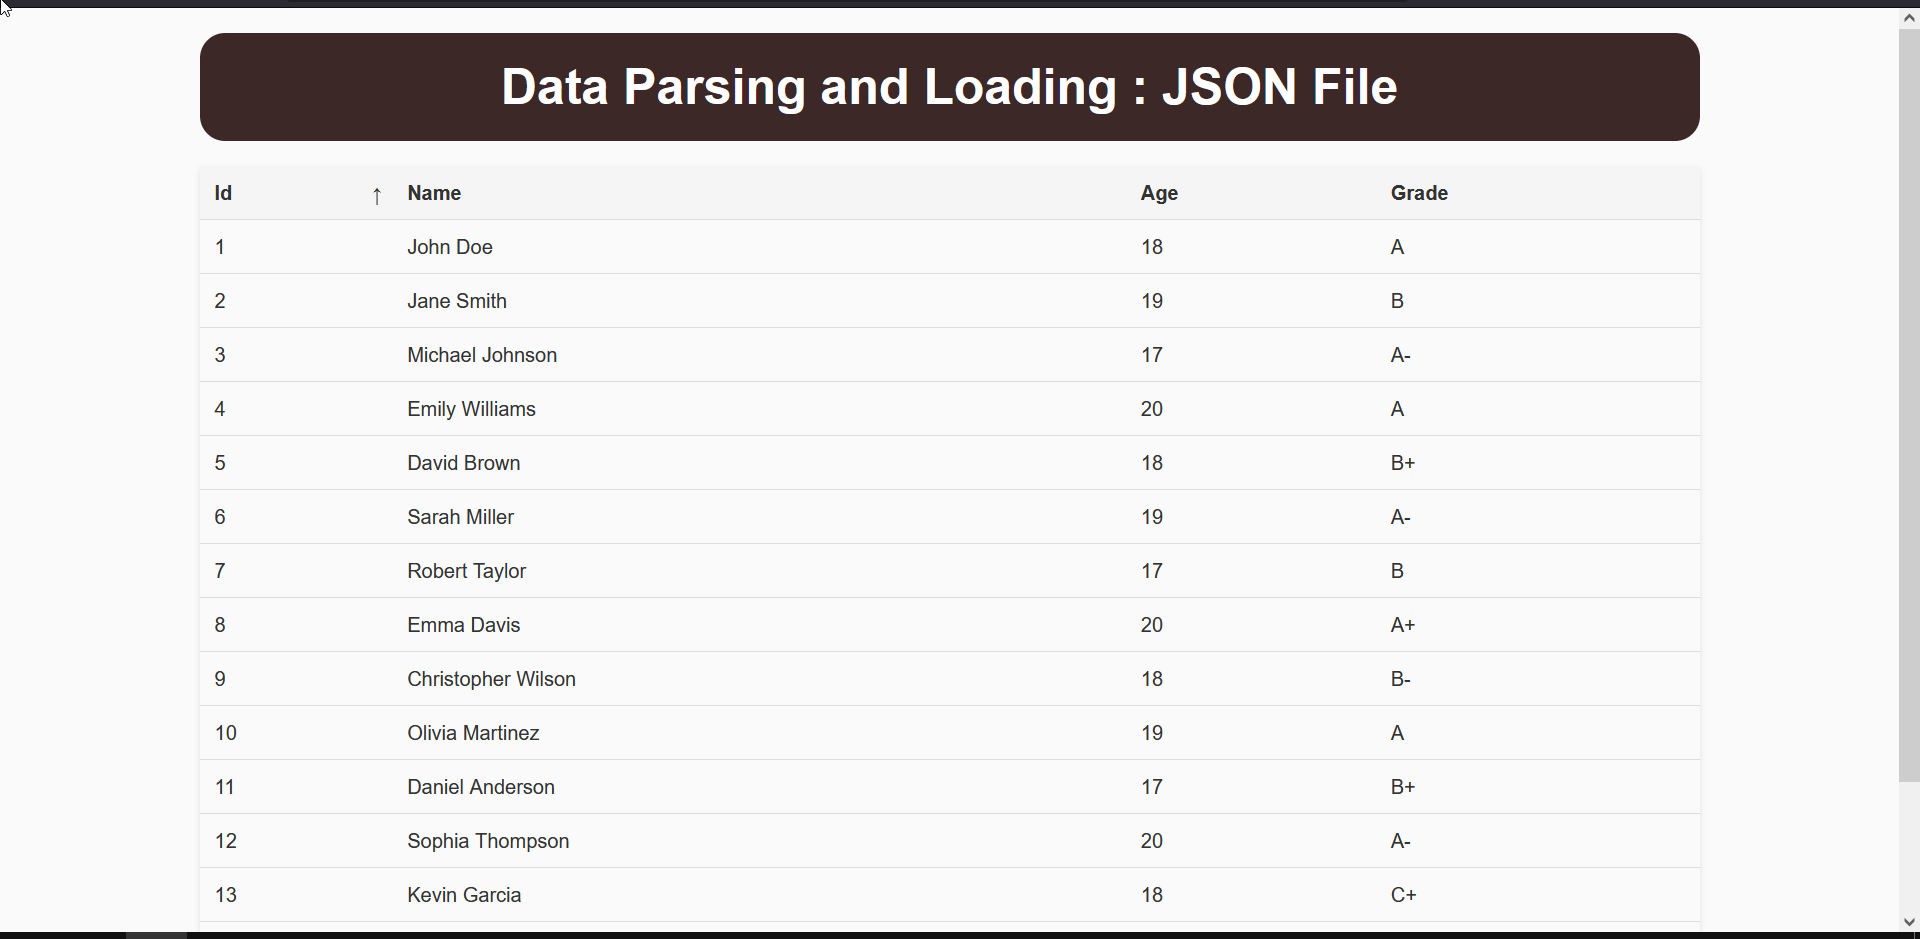 Data Parsing and Loading : JSON File
Id ↑ Name Age Grade
1 John Doe 18 A
2 Jane Smith 19 B
3 Michael Johnson 17 A-
4 Emily Williams 20 A
5 David Brown 18 B+
6 Sarah Miller 19 A-
7 Robert Taylor 17 B
8 Emma Davis 20 A+
9 Christopher Wilson 18 B-
10 Olivia Martinez 19 A
11 Daniel Anderson 17 B+
12 Sophia Thompson 20 A-
13 Kevin Garcia 18 C+